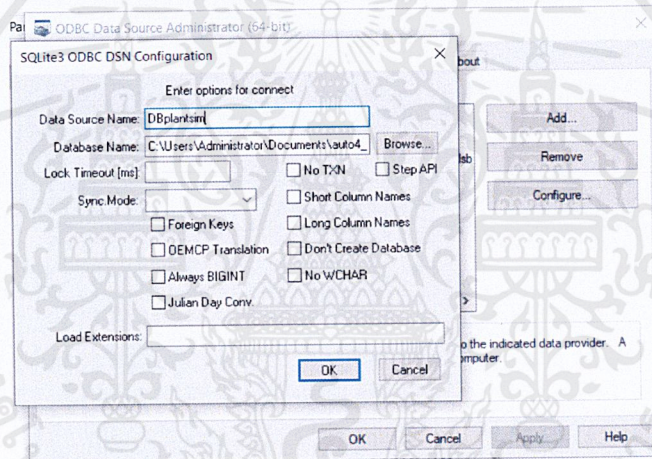 Pa
ODBC Data Source Administrator (64-bit)
SQLite3 ODBC DSN Configuration
bout
Enter options for connect
Data Source Name: DBplantsim
Add...
Database Name: C:\Users\Administrator\Documents\auto4_ Browse...
lsb
Remove
Lock Timeout [ms]:
No TXN
Step API
Sync.Mode:
Short Column Names
Configure...
Foreign Keys
Long Column Names
OEMCP Translation
Don't Create Database
Always BIGINT
No WCHAR
Julian Day Conv.
Load Extensions:
o the indicated data provider. A
mputer.
OK
Cancel
OK
Cancel
Apply
Help